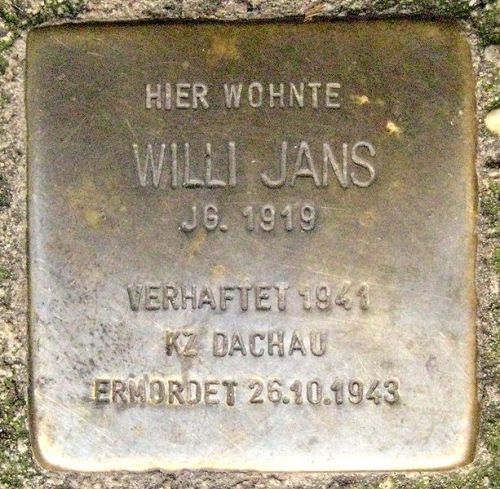 HIER WOHNTE
WILLI JANS
JG. 1919
VERHAFTET 1941
KZ DACHAU
ERMORDET 26.10.1943